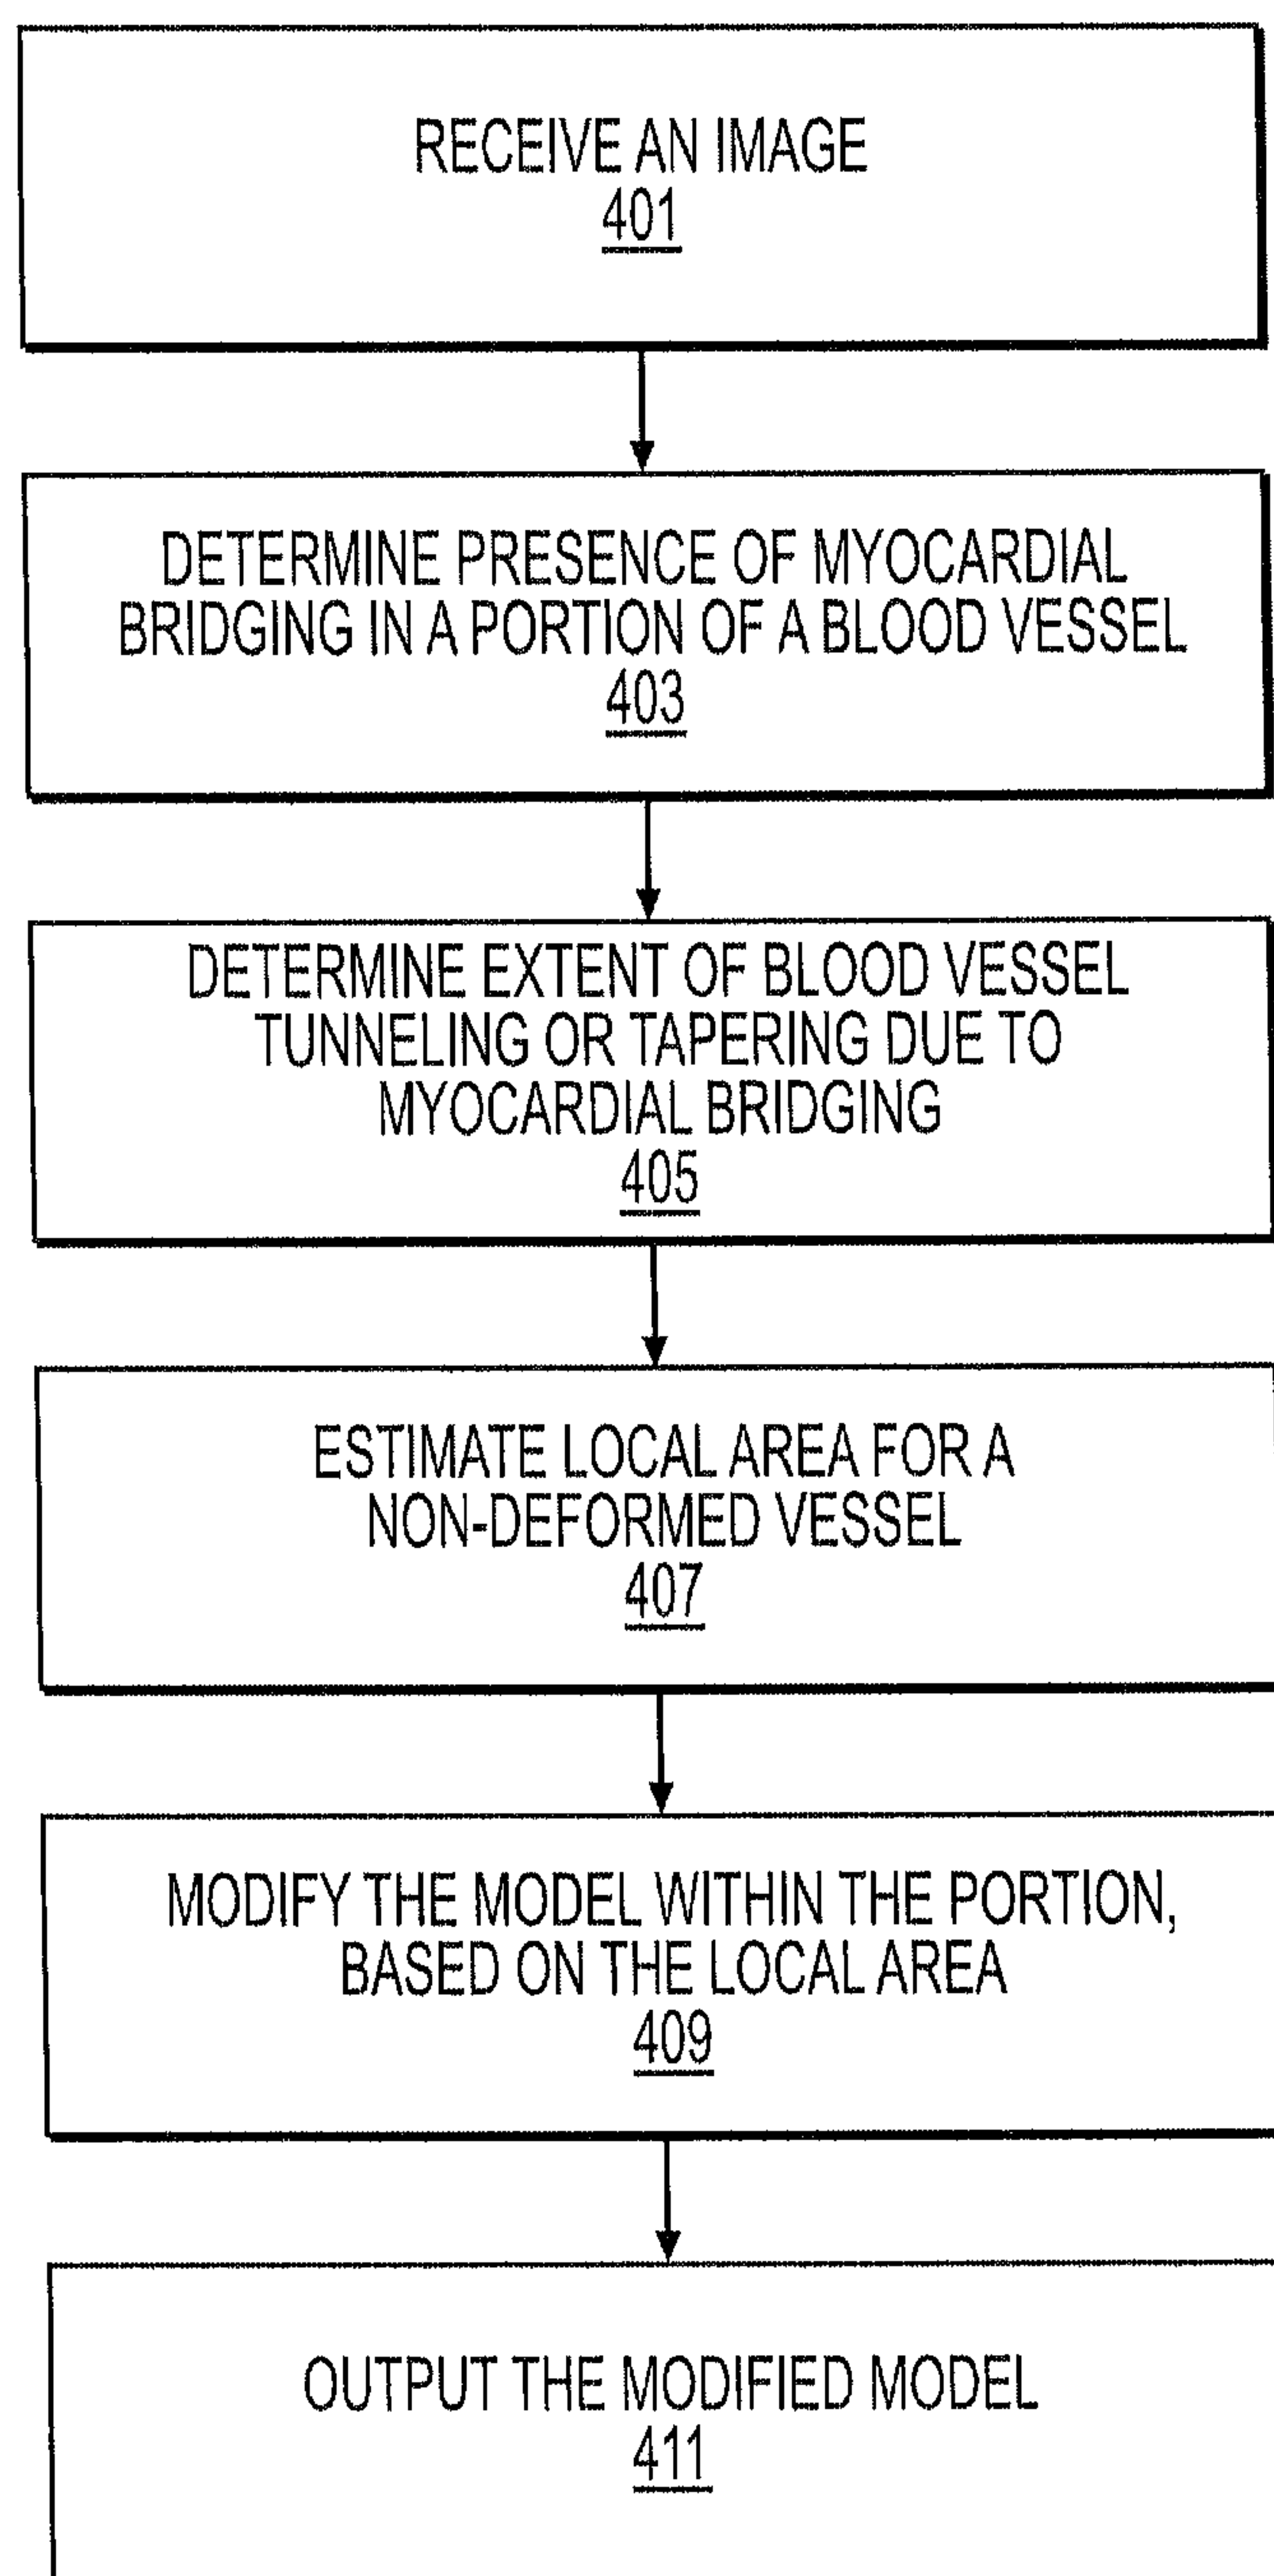 RECEIVE AN IMAGE
401
DETERMINE PRESENCE OF MYOCARDIAL
BRIDGING IN A PORTION OF A BLOOD VESSEL
403
DETERMINE EXTENT OF BLOOD VESSEL
TUNNELING OR TAPERING DUE TO
MYOCARDIAL BRIDGING
405
ESTIMATE LOCAL AREA FOR A
NON-DEFORMED VESSEL
407
MODIFY THE MODEL WITHIN THE PORTION,
BASED ON THE LOCAL AREA
409
OUTPUT THE MODIFIED MODEL
411